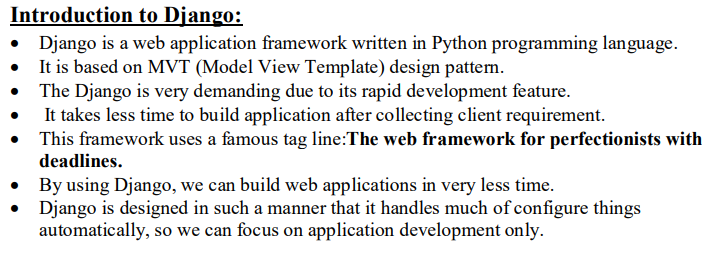 Introduction to Django:
• Django is a web application framework written in Python programming language.
• It is based on MVT (Model View Template) design pattern.
• The Django is very demanding due to its rapid development feature.
• It takes less time to build application after collecting client requirement.
• This framework uses a famous tag line:The web framework for perfectionists with
deadlines.
• By using Django, we can build web applications in very less time.
• Django is designed in such a manner that it handles much of configure things
automatically, so we can focus on application development only.